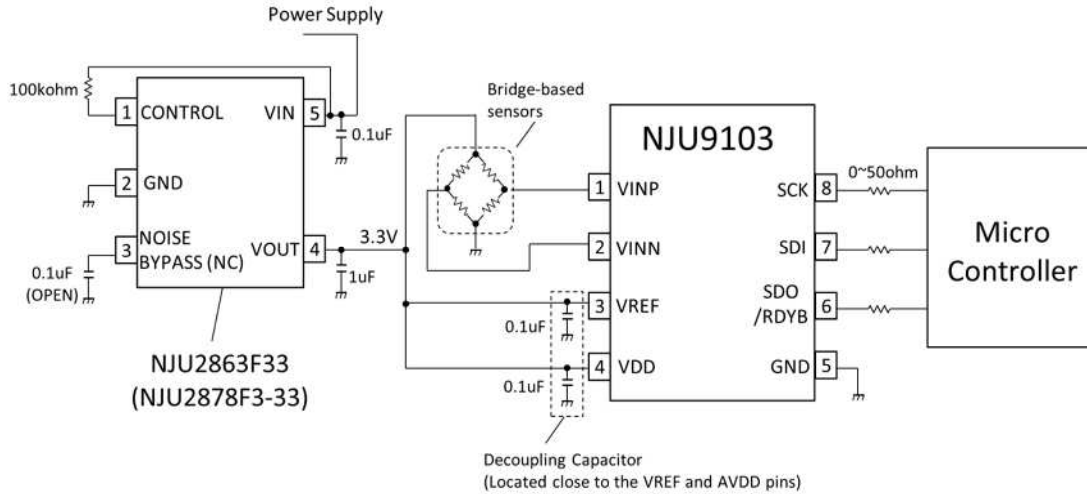 Power Supply
100kohm
1 CONTROL VIN 5
0.1uF
2 GND
3 NOISE
BYPASS (NC)
VOUT 4
3.3V
1uF
0.1uF
(OPEN)
NJU2863F33
(NJU2878F3-33)
Bridge-based
sensors
NJU9103
1 VINP SCK 8
0~50ohm
2 VINN SDI 7
3 VREF SDO
/RDYB 6
0.1uF
4 VDD GND 5
0.1uF
Micro
Controller
Decoupling Capacitor
(Located close to the VREF and AVDD pins)